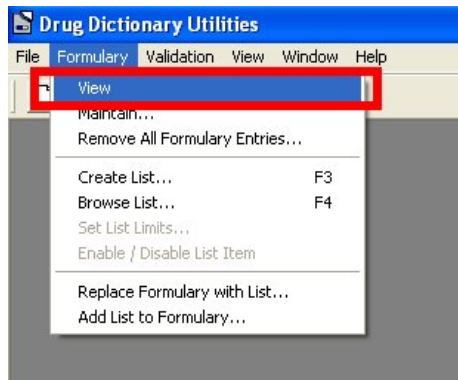 Drug Dictionary Utilities
File Formulary Validation View Window Help
View
Maintain...
Remove All Formulary Entries...
Create List... F3
Browse List... F4
Set List Limits...
Enable / Disable List Item
Replace Formulary with List...
Add List to Formulary...